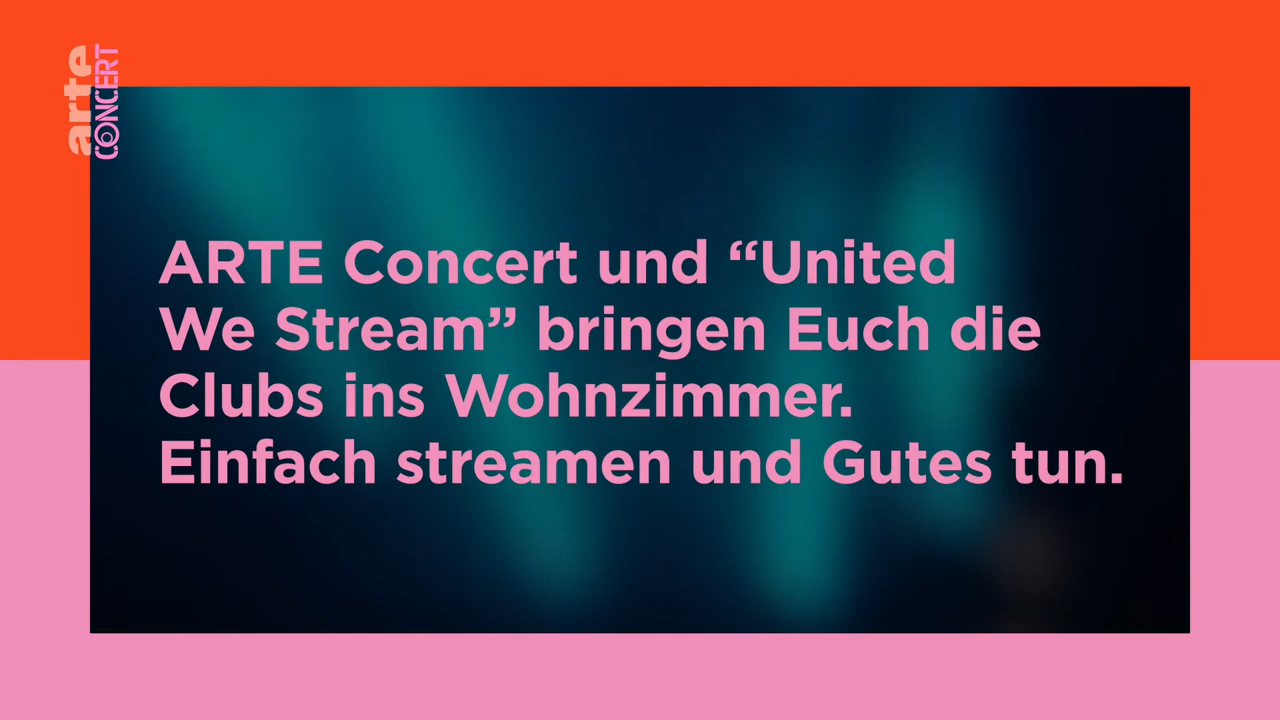 arte
CONCERT
ARTE Concert und “United
We Stream” bringen Euch die
Clubs ins Wohnzimmer.
Einfach streamen und Gutes tun.